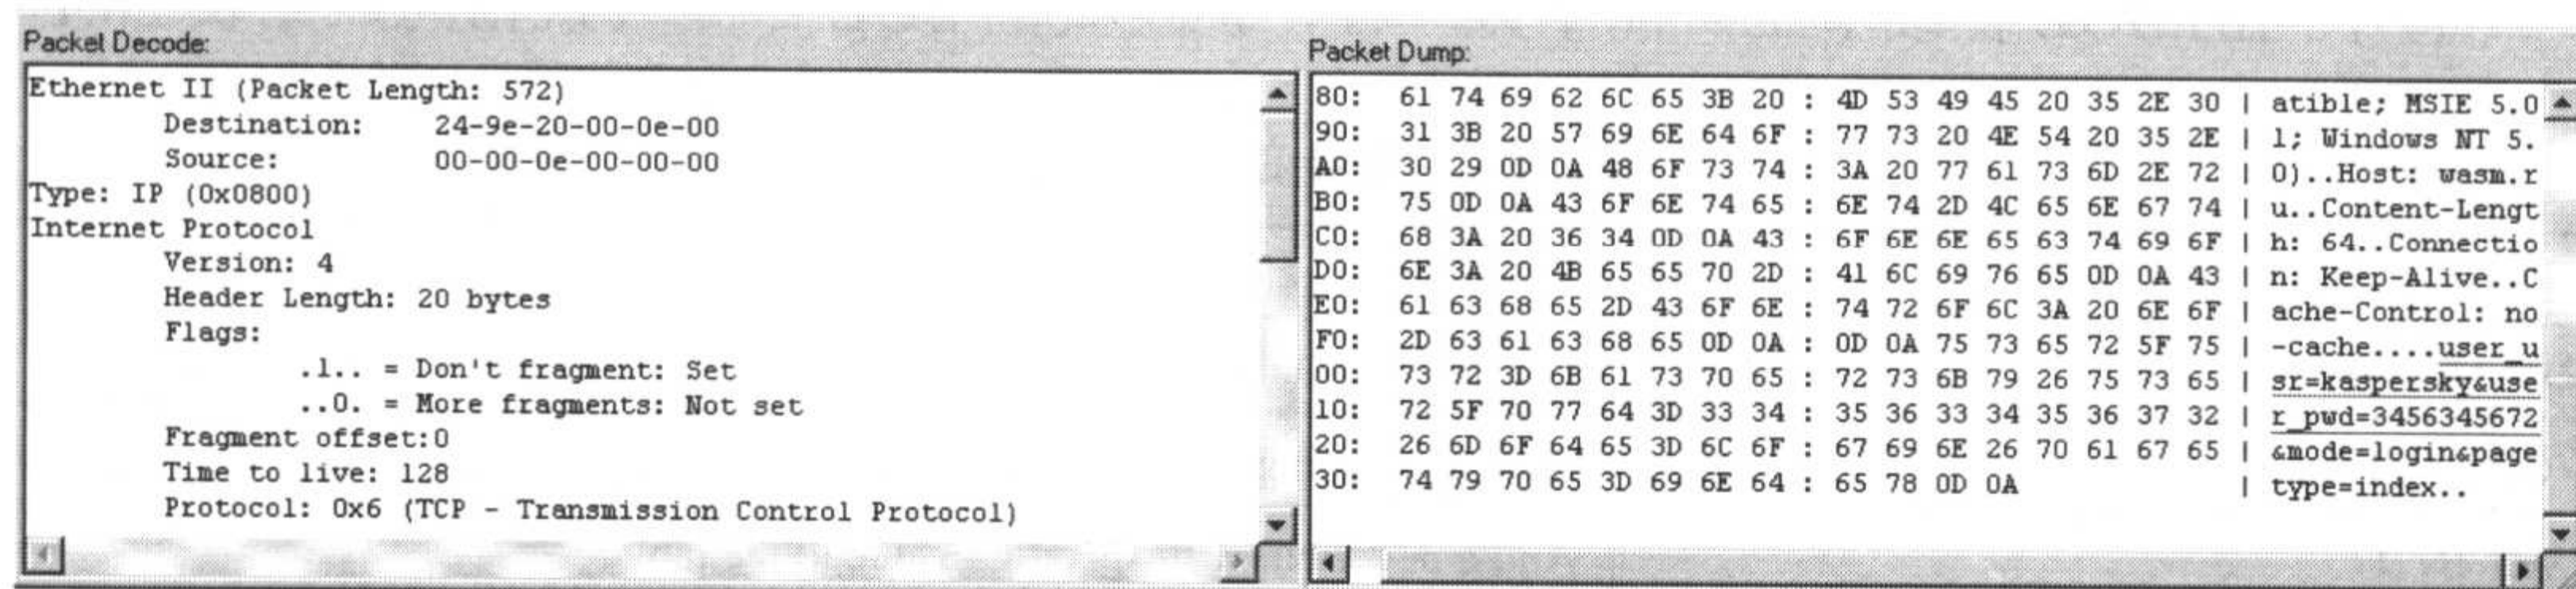 Packet Decode:
Ethernet II (Packet Length: 572)
Destination: 24-9e-20-00-0e-00
Source: 00-00-0e-00-00-00
Type: IP (0x0800)
Internet Protocol
Version: 4
Header Length: 20 bytes
Flags:
.1.. = Don't fragment: Set
..0. = More fragments: Not set
Fragment offset:0
Time to live: 128
Protocol: 0x6 (TCP - Transmission Control Protocol)
Packet Dump:
80: 61 74 69 62 6C 65 3B 20 : 4D 53 49 45 20 35 2E 30 | atible; MSIE 5.0
90: 31 3B 20 57 69 6E 64 6F : 77 73 20 4E 54 20 35 2E | 1; Windows NT 5.
A0: 30 29 0D 0A 48 6F 73 74 : 3A 20 77 61 73 6D 2E 72 | 0)..Host: wasm.r
B0: 75 0D 0A 43 6F 6E 74 65 : 6E 74 2D 4C 65 6E 67 74 | u..Content-Lengt
C0: 68 3A 20 36 34 0D 0A 43 : 6F 6E 6E 65 63 74 69 6F | h: 64..Connectio
D0: 6E 3A 20 4B 65 65 70 2D : 41 6C 69 76 65 0D 0A 43 | n: Keep-Alive..C
E0: 61 63 68 65 2D 43 6F 6E : 74 72 6F 6C 3A 20 6E 6F | ache-Control: no
F0: 2D 63 61 63 68 65 0D 0A : 0D 0A 75 73 65 72 5F 75 | -cache....user_u
00: 73 72 3D 6B 61 73 70 65 : 72 73 6B 79 26 75 73 65 | sr=kaspersky&use
10: 72 5F 70 77 64 3D 33 34 : 35 36 33 34 35 36 37 32 | r_pwd=3456345672
20: 26 6D 6F 64 65 3D 6C 6F : 67 69 6E 26 70 61 67 65 | &mode=login&page
30: 74 79 70 65 3D 69 6E 64 : 65 78 0D 0A | type=index..